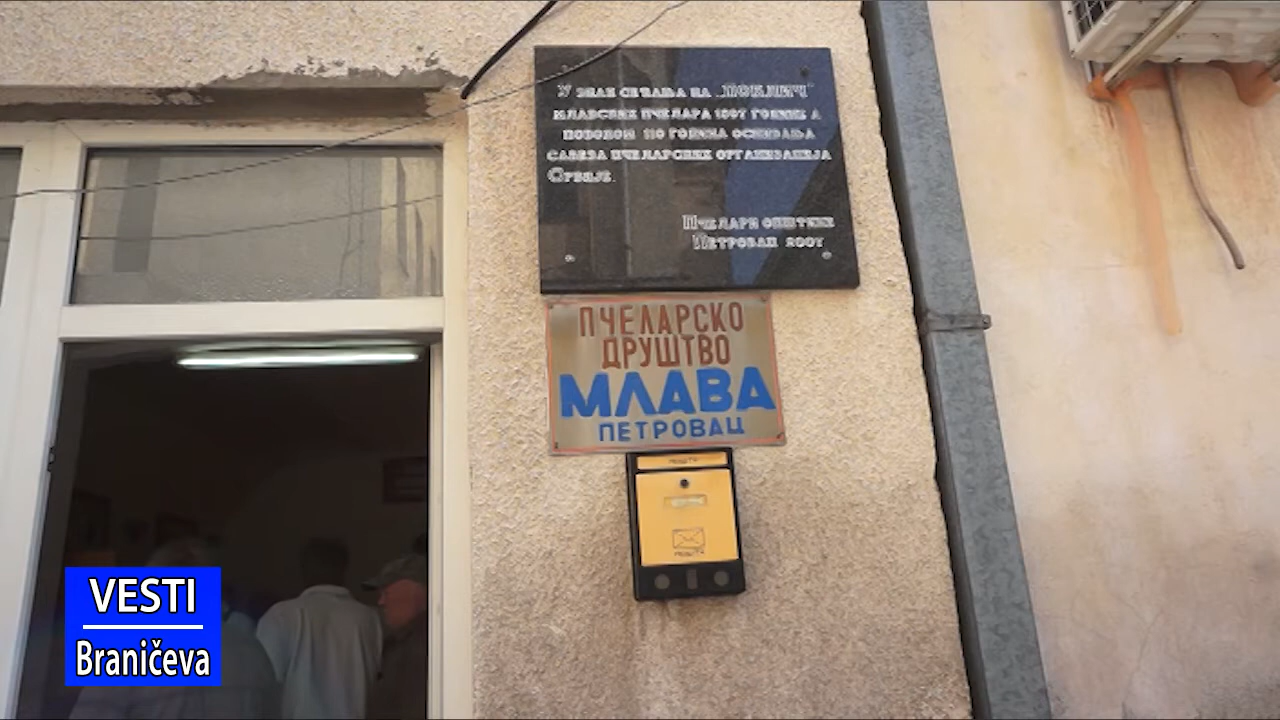 У знак сећања на „Поклич"
млавских пчелара 1897 године а
поводом 110 година оснивања
Савеза пчеларских организација
Србије.
Пчелари општине
Петровац 2007
ПЧЕЛАРСКО
ДРУШТВО
МЛАВА
ПЕТРОВАЦ
VESTI
Braničeva